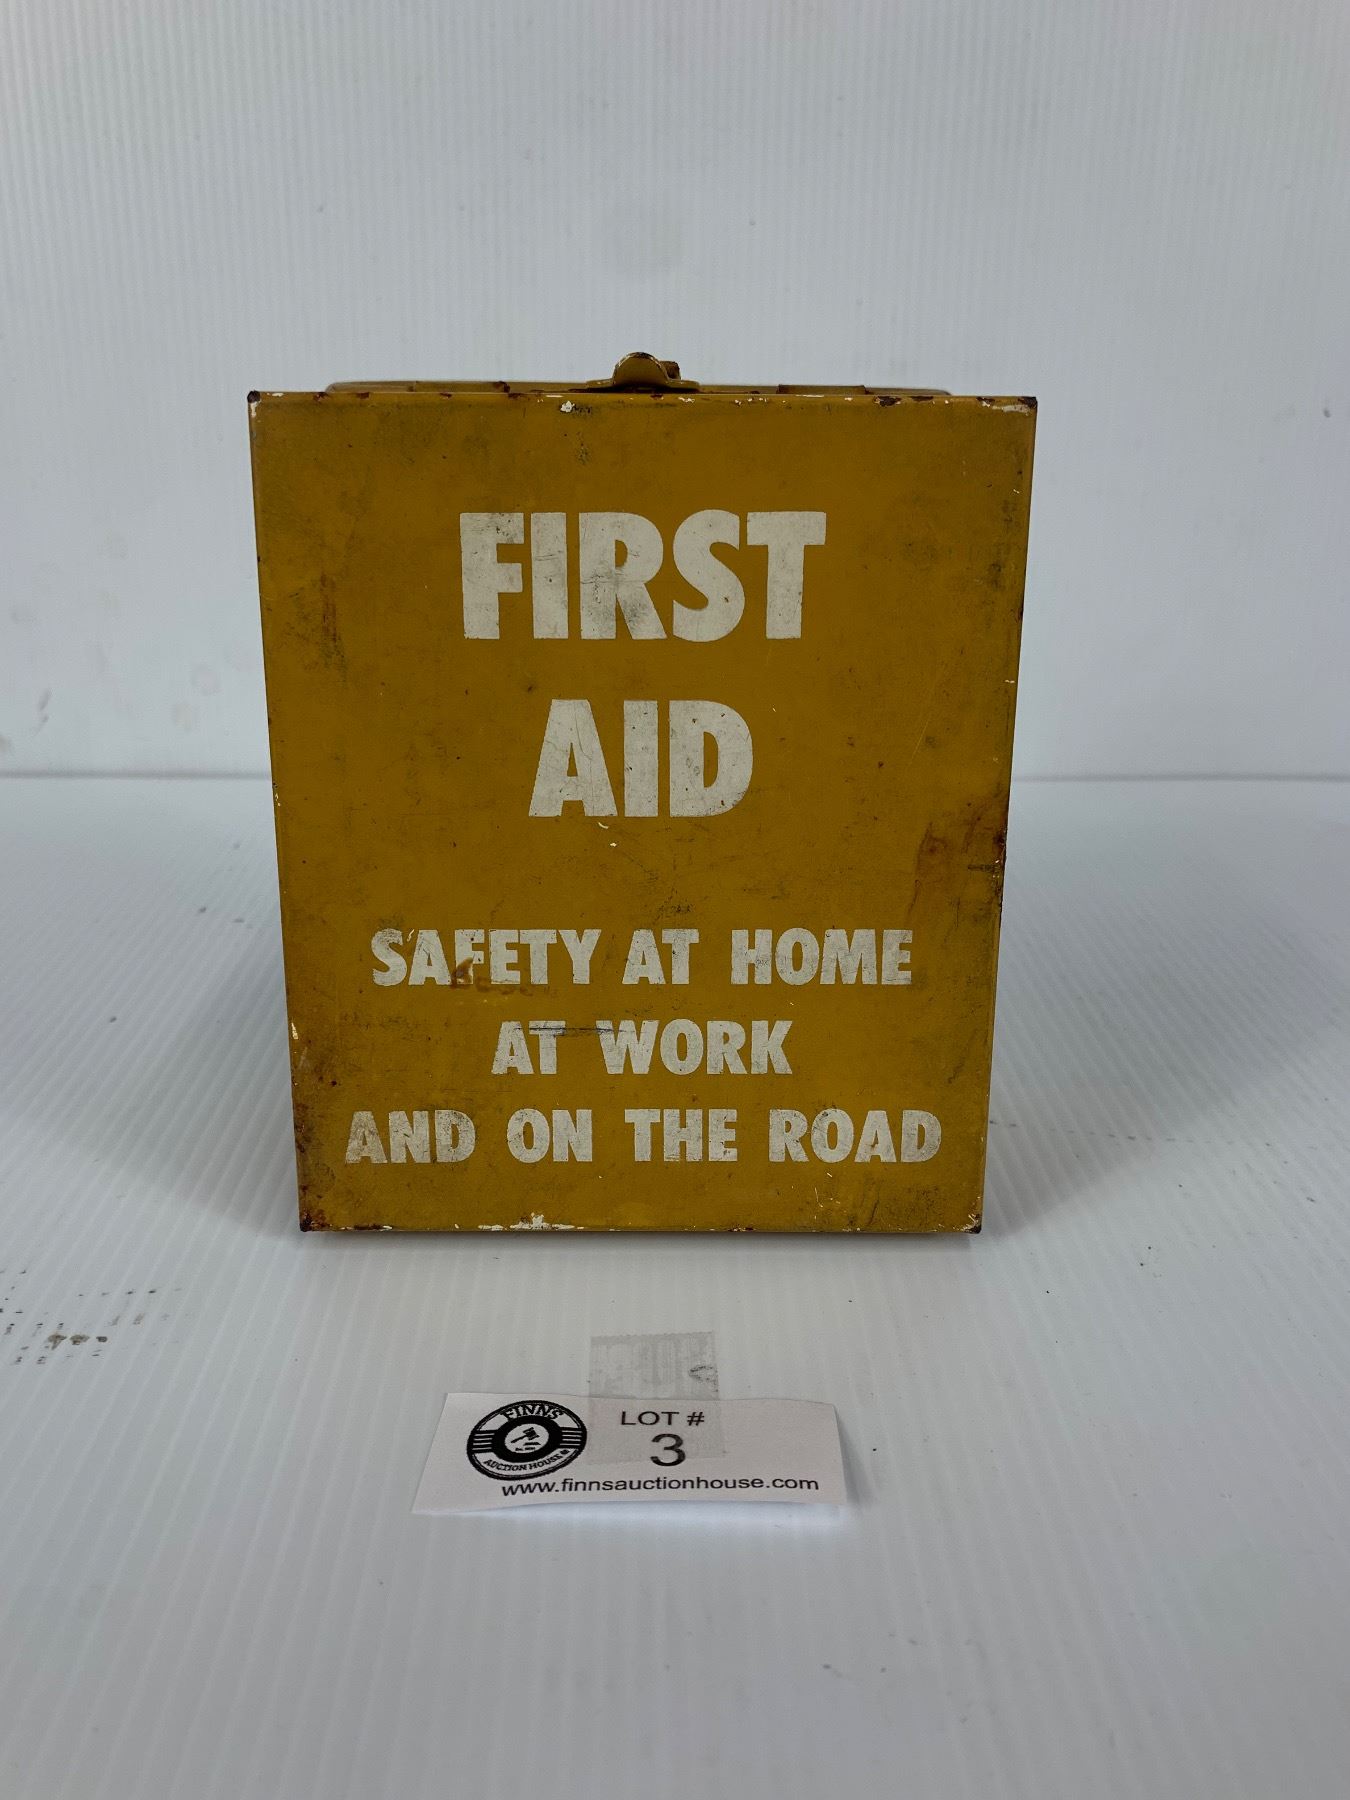 FIRST
AID
SAFETY AT HOME
AT WORK
AND ON THE ROAD
FINNS
AUCTION HOUSE
LOT #
3
www.finnsauctionhouse.com